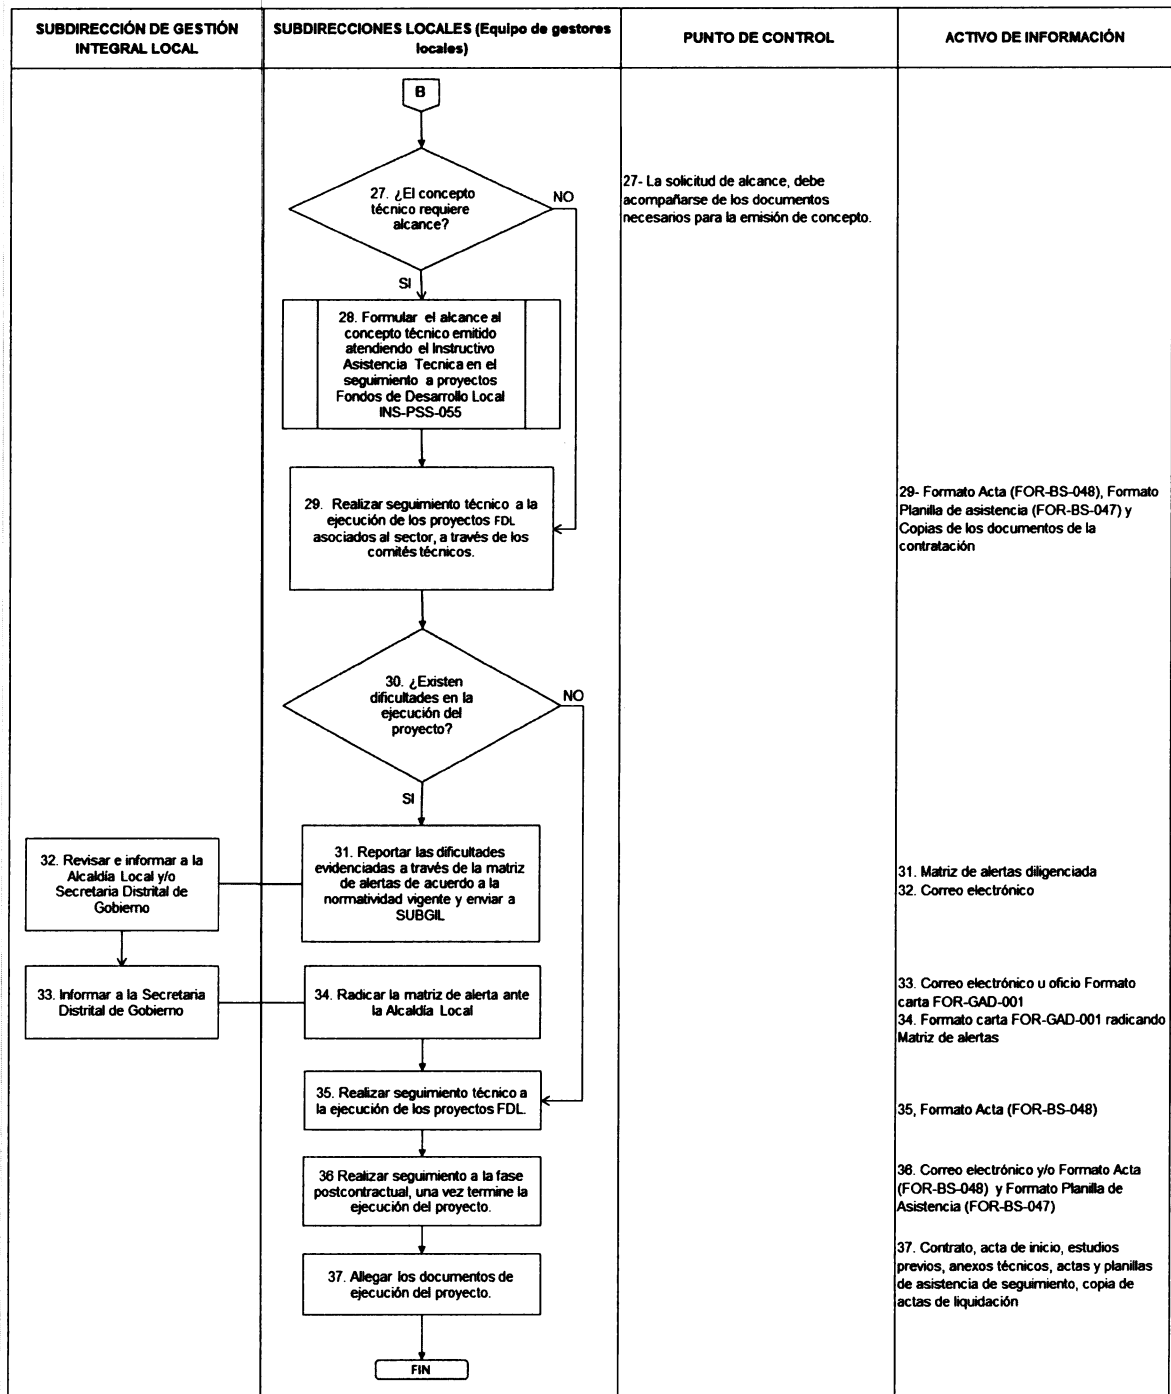 SUBDIRECCIÓN DE GESTIÓN
INTEGRAL LOCAL
SUBDIRECCIONES LOCALES (Equipo de gestores
locales)
PUNTO DE CONTROL
ACTIVO DE INFORMACIÓN
B
27. ¿El concepto
técnico requiere
alcance?
NO
SI
27- La solicitud de alcance, debe
acompañarse de los documentos
necesarios para la emisión de concepto.
28. Formular el alcance al
concepto técnico emitido
atendiendo el Instructivo
Asistencia Tecnica en el
seguimiento a proyectos
Fondos de Desarrollo Local
INS-PSS-055
29. Realizar seguimiento técnico a la
ejecución de los proyectos FDL
asociados al sector, a través de los
comités técnicos.
29- Formato Acta (FOR-BS-048), Formato
Planilla de asistencia (FOR-BS-047) y
Copias de los documentos de la
contratación
30. ¿Existen
dificultades en la
ejecución del
proyecto?
NO
SI
32. Revisar e informar a la
Alcaldía Local y/o
Secretaria Distrital de
Gobierno
31. Reportar las dificultades
evidenciadas a través de la matriz
de alertas de acuerdo a la
normatividad vigente y enviar a
SUBGIL
31. Matriz de alertas diligenciada
32. Correo electrónico
33. Informar a la Secretaria
Distrital de Gobierno
34. Radicar la matriz de alerta ante
la Alcaldía Local
33. Correo electrónico u oficio Formato
carta FOR-GAD-001
34. Formato carta FOR-GAD-001 radicando
Matriz de alertas
35. Realizar seguimiento técnico a
la ejecución de los proyectos FDL.
35, Formato Acta (FOR-BS-048)
36 Realizar seguimiento a la fase
postcontractual, una vez termine la
ejecución del proyecto.
36. Correo electrónico y/o Formato Acta
(FOR-BS-048) y Formato Planilla de
Asistencia (FOR-BS-047)
37. Allegar los documentos de
ejecución del proyecto.
37. Contrato, acta de inicio, estudios
previos, anexos técnicos, actas y planillas
de asistencia de seguimiento, copia de
actas de liquidación
FIN